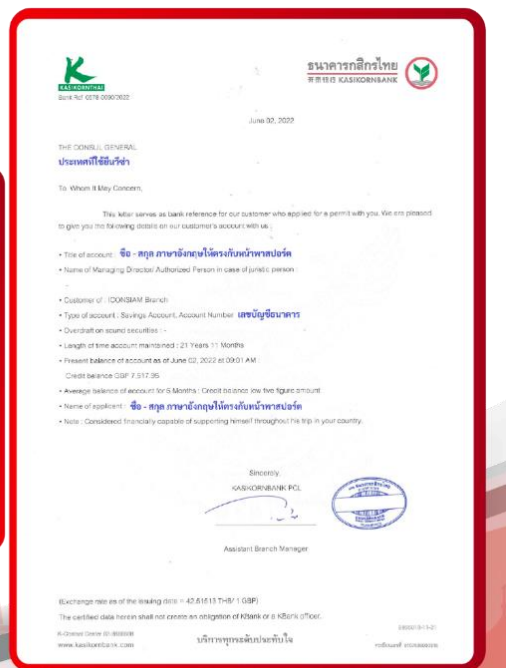 KASIKORNTHAI
ธนาคารกสิกรไทย
KASIKORNBANK
June 02, 2022
THE CONSUL GENERAL
ประเทศที่ใช้ยื่นวีซ่า
To Whom It May Concern,
This letter serves as bank reference for our customer who applied for a permit with you. We are pleased
to give you the following details on our customer's account with us :
• Title of account : ชื่อ - สกุล ภาษาอังกฤษให้ตรงกับหน้าพาสปอร์ต
• Name of Managing Director/ Authorized Person in case of juristic person :
-
• Customer of : ICONSIAM Branch
• Type of account : Savings Account, Account Number เลขบัญชีธนาคาร
• Overdraft on sound securities : -
• Length of time account maintained : 21 Years 11 Months
• Present balance of account as of June 02, 2022 at 09:01 AM :
Credit balance GBP 7,517.95
• Average balance of account for 6 Months : Credit balance low five figure amount
• Name of applicant : ชื่อ - สกุล ภาษาอังกฤษให้ตรงกับหน้าพาสปอร์ต
• Note : Considered financially capable of supporting himself throughout his trip in your country.
Sincerely,
KASIKORNBANK PCL
Assistant Branch Manager
(Exchange rate as of the issuing date = 42.61513 THB/ 1 GBP)
The certified data herein shall not create an obligation of KBank or a KBank officer.
www.kasikornbank.com
บริการทุกระดับประทับใจ